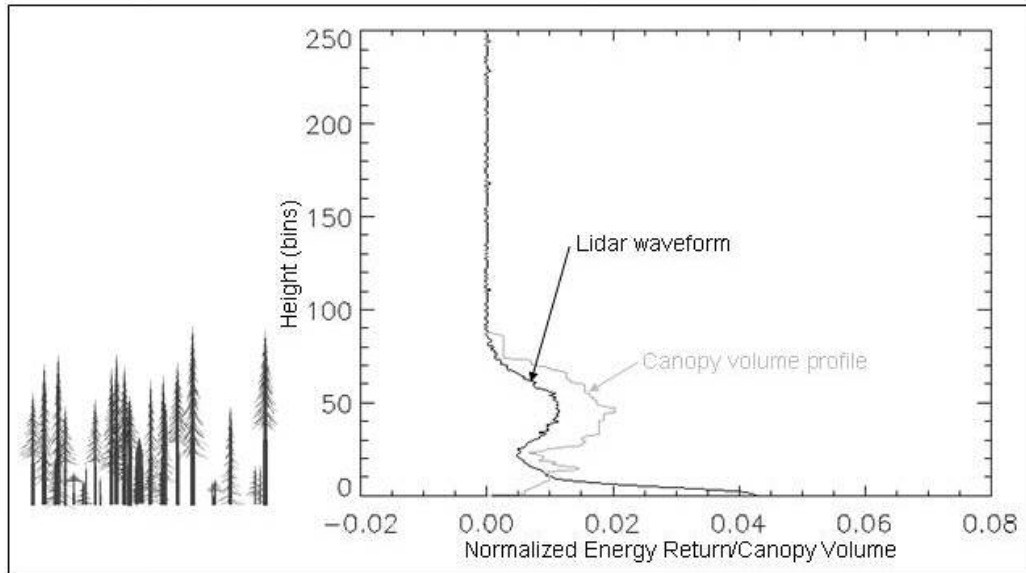 250
200
150
100
50
0
Height (bins)
Lidar waveform
Canopy volume profile
-0.02 0.00 0.02 0.04 0.06 0.08
Normalized Energy Return/Canopy Volume